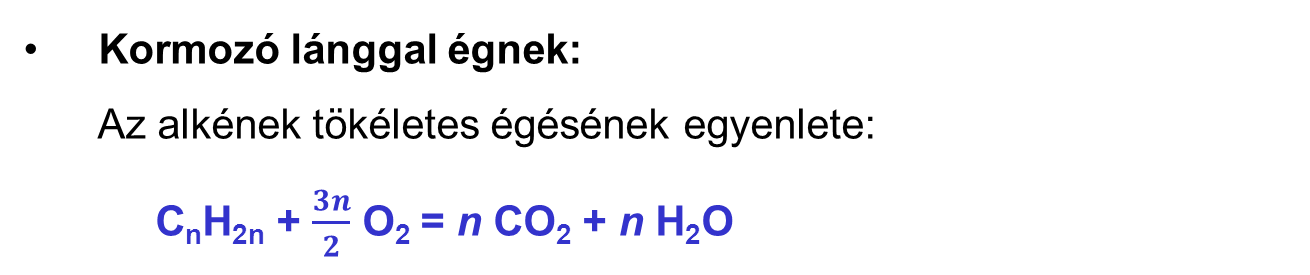 • Kormozó lánggal égnek:
Az alkének tökéletes égésének egyenlete:
CnH2n + 3n/2 O2 = n CO2 + n H2O